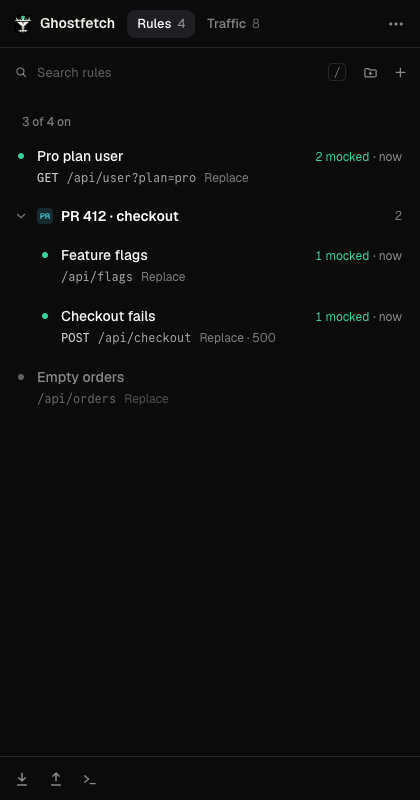 Ghostfetch Rules 4 Traffic 8
Search rules /
3 of 4 on
Pro plan user 2 mocked · now
GET /api/user?plan=pro Replace
PR PR 412 · checkout 2
Feature flags 1 mocked · now
/api/flags Replace
Checkout fails 1 mocked · now
POST /api/checkout Replace · 500
Empty orders
/api/orders Replace